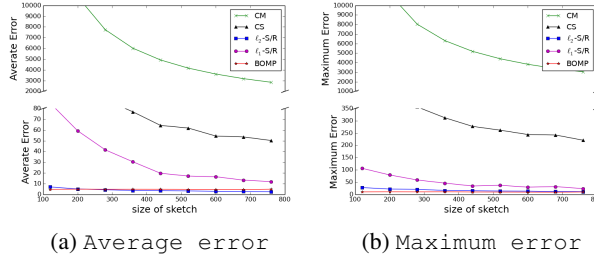 10000
9000
8000
7000
6000
5000
4000
3000
2000
Averate Error
CM
CS
ℓ2-S/R
ℓ1-S/R
BOMP
80
70
60
50
40
30
20
10
0
Averate Error
100 200 300 400 500 600 700 800
size of sketch
(a) Average error
10000
9000
8000
7000
6000
5000
4000
3000
1000
Maximum Error
CM
CS
ℓ2-S/R
ℓ1-S/R
BOMP
350
300
250
200
150
100
50
0
Maximum Error
100 200 300 400 500 600 700 800
size of sketch
(b) Maximum error